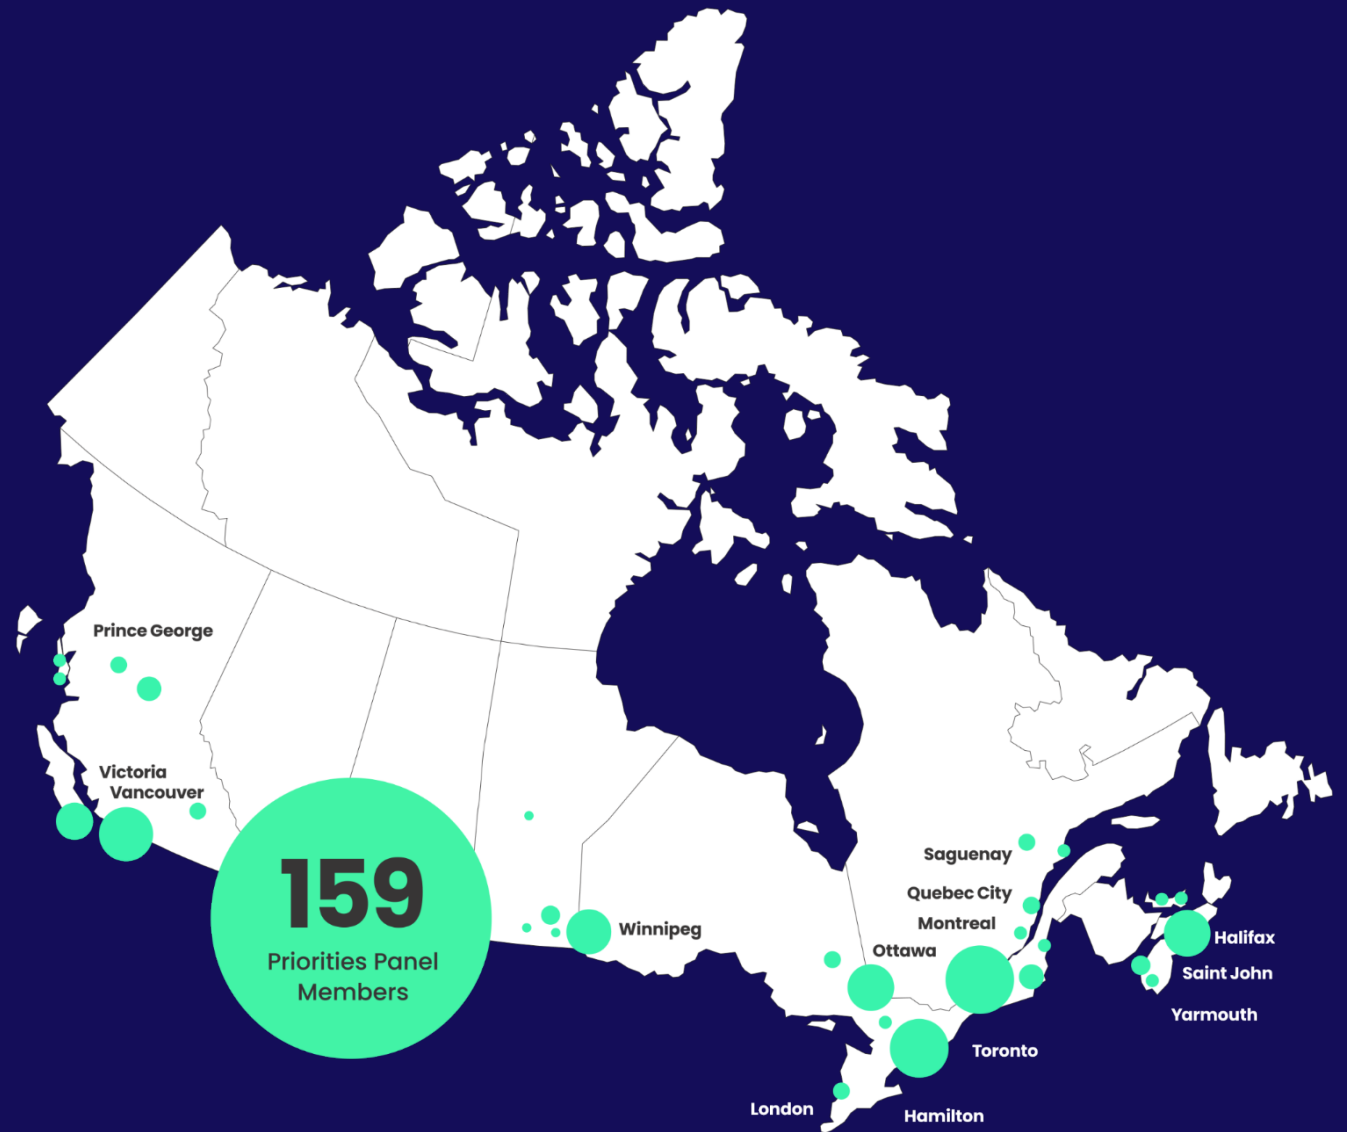 Prince George
Victoria
Vancouver
159
Priorities Panel
Members
Winnipeg
Saguenay
Quebec City
Montreal
Ottawa
Halifax
Saint John
Yarmouth
Toronto
London
Hamilton